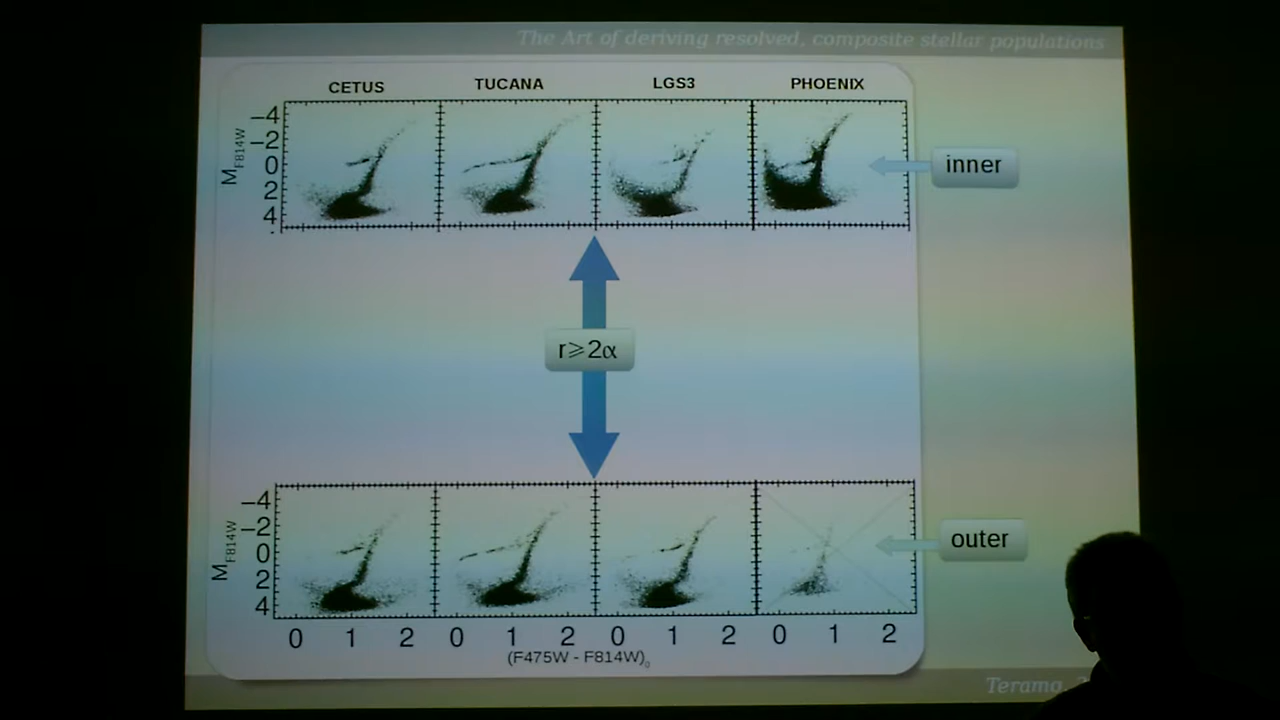 The Art of deriving resolved, composite stellar populations
CETUS TUCANA LGS3 PHOENIX
−4
−2
0
2
4
M_F814W
inner
r⩾2α
−4
−2
0
2
4
M_F814W
outer
0 1 2 0 1 2 0 1 2 0 1 2
(F475W - F814W)₀